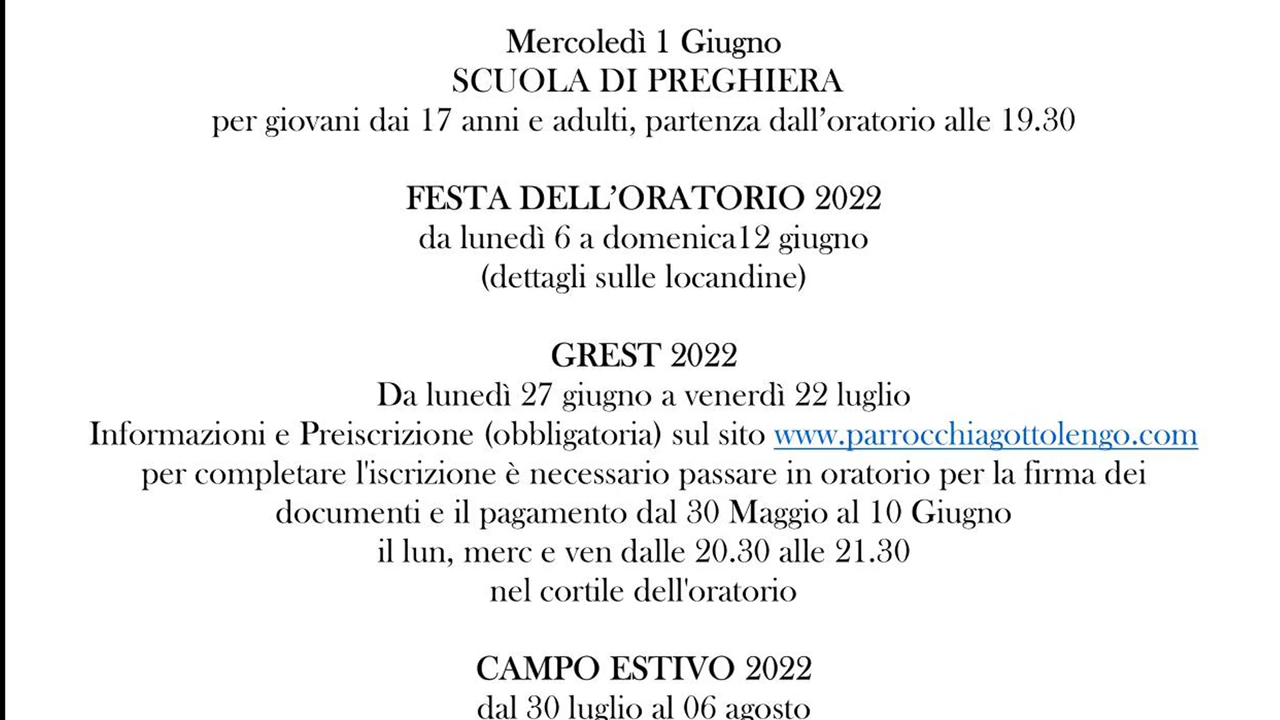 Mercoledì 1 Giugno
SCUOLA DI PREGHIERA
per giovani dai 17 anni e adulti, partenza dall’oratorio alle 19.30
FESTA DELL’ORATORIO 2022
da lunedì 6 a domenica12 giugno
(dettagli sulle locandine)
GREST 2022
Da lunedì 27 giugno a venerdì 22 luglio
Informazioni e Preiscrizione (obbligatoria) sul sito www.parrocchiagottolengo.com
per completare l'iscrizione è necessario passare in oratorio per la firma dei
documenti e il pagamento dal 30 Maggio al 10 Giugno
il lun, merc e ven dalle 20.30 alle 21.30
nel cortile dell'oratorio
CAMPO ESTIVO 2022
dal 30 luglio al 06 agosto